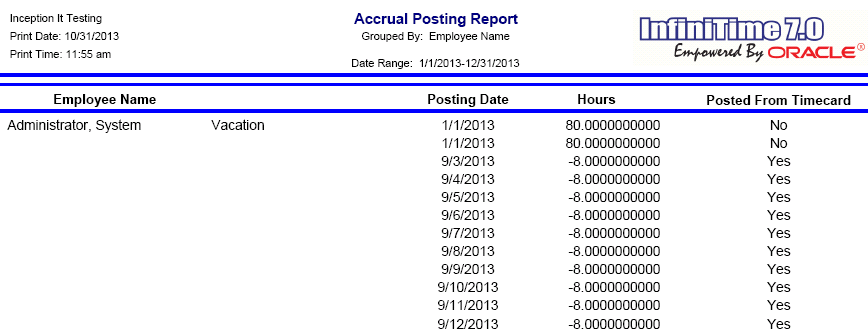 Inception It Testing
Accrual Posting Report
InfiniTime 7.0
Print Date: 10/31/2013
Grouped By: Employee Name
Empowered By ORACLE®
Print Time: 11:55 am
Date Range: 1/1/2013-12/31/2013
Employee Name Posting Date Hours Posted From Timecard
Administrator, System Vacation 1/1/2013 80.0000000000 No
1/1/2013 80.0000000000 No
9/3/2013 -8.0000000000 Yes
9/4/2013 -8.0000000000 Yes
9/5/2013 -8.0000000000 Yes
9/6/2013 -8.0000000000 Yes
9/7/2013 -8.0000000000 Yes
9/8/2013 -8.0000000000 Yes
9/9/2013 -8.0000000000 Yes
9/10/2013 -8.0000000000 Yes
9/11/2013 -8.0000000000 Yes
9/12/2013 -8.0000000000 Yes